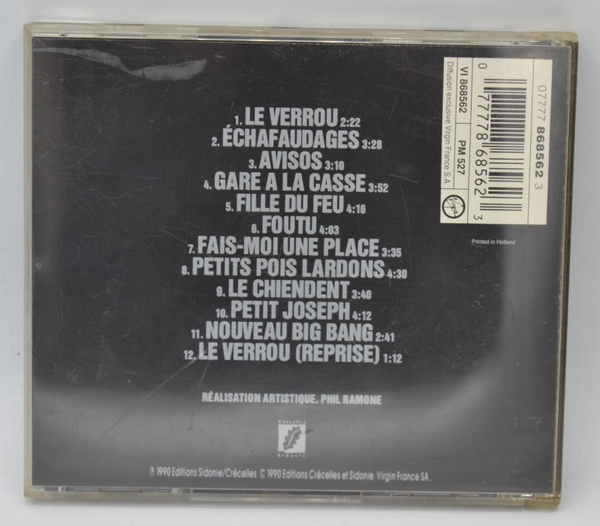 1. LE VERROU 2:22
2. ÉCHAFAUDAGES 3:28
3. AVISOS 3:10
4. GARE A LA CASSE 3:52
5. FILLE DU FEU 4:16
6. FOUTU 4:03
7. FAIS-MOI UNE PLACE 3:35
8. PETITS POIS LARDONS 4:30
9. LE CHIENDENT 3:40
10. PETIT JOSEPH 4:12
11. NOUVEAU BIG BANG 2:41
12. LE VERROU (REPRISE) 1:12
RÉALISATION ARTISTIQUE. PHIL RAMONE
Crécelles
Sidonie
℗ 1990 Editions Sidonie/Crécelles © 1990 Editions Crécelles et Sidonie, Virgin France SA.
07777 868562 3
0 77778 68562 3
VI 868562 PM 527
Diffusion exclusive Virgin France S.A.
Virgin
Printed in Holland